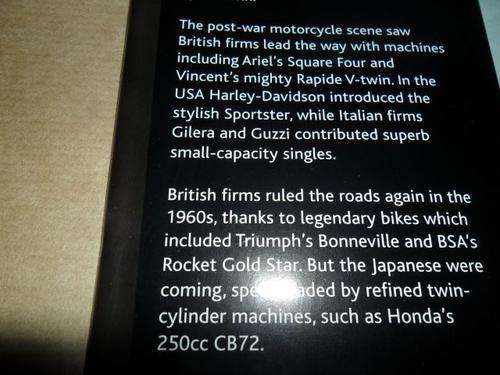 The post-war motorcycle scene saw
British firms lead the way with machines
including Ariel's Square Four and
Vincent's mighty Rapide V-twin. In the
USA Harley-Davidson introduced the
stylish Sportster, while Italian firms
Gilera and Guzzi contributed superb
small-capacity singles.
British firms ruled the roads again in the
1960s, thanks to legendary bikes which
included Triumph's Bonneville and BSA's
Rocket Gold Star. But the Japanese were
coming, by refined twin-
cylinder machines, such as Honda's
250cc CB72.